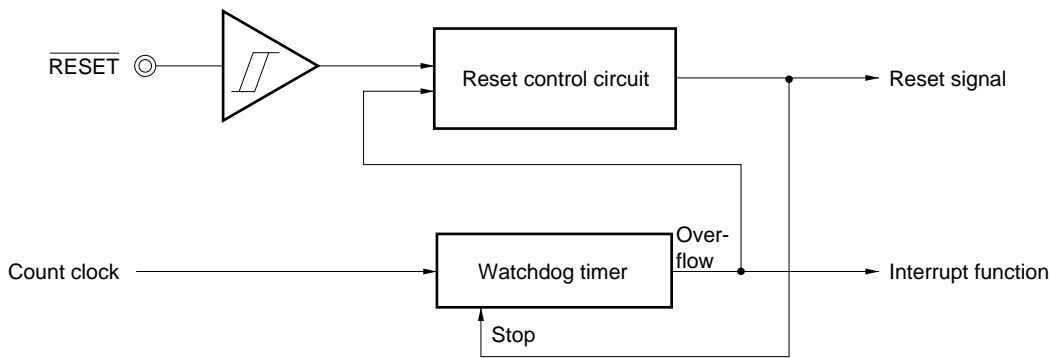 RESET
Reset control circuit
Reset signal
Over-
flow
Count clock
Watchdog timer
Interrupt function
Stop